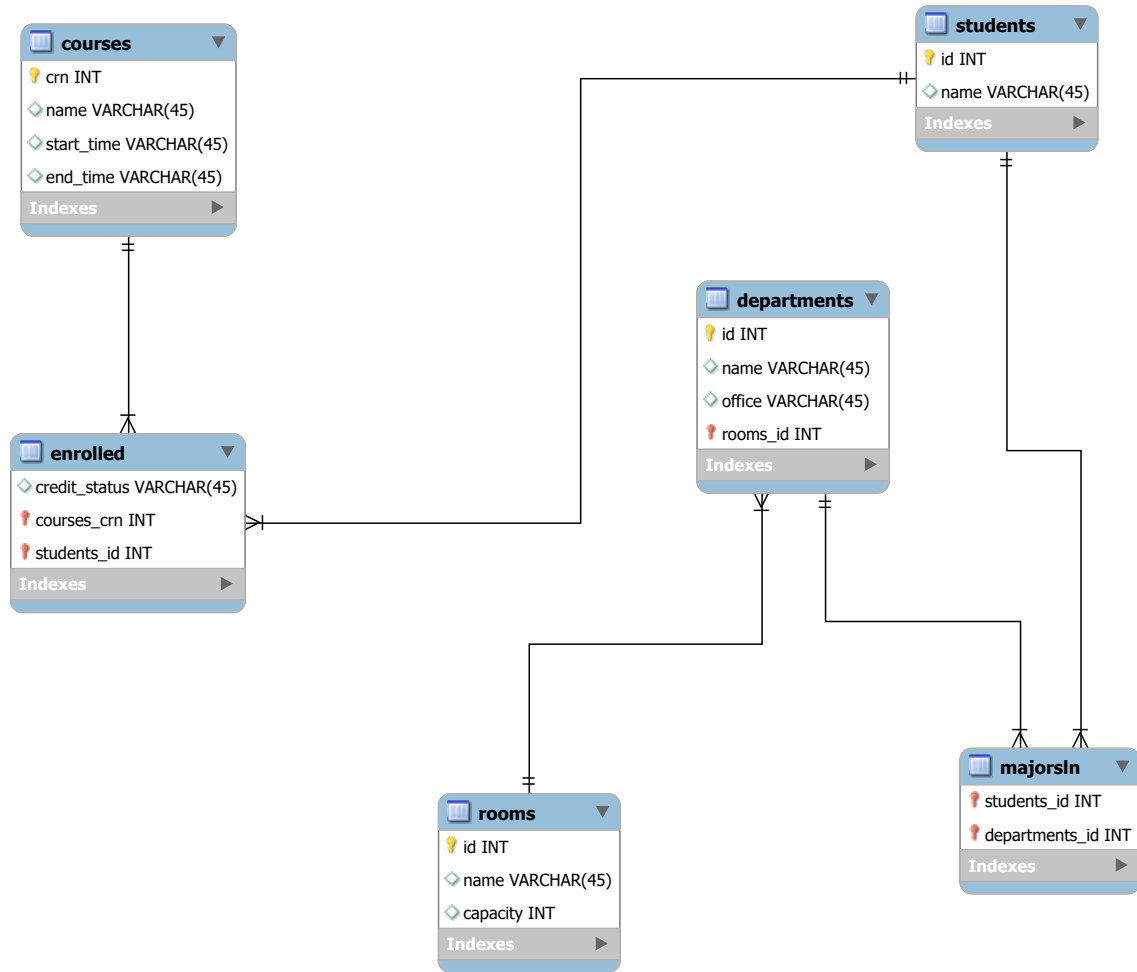 courses
crn INT
name VARCHAR(45)
start_time VARCHAR(45)
end_time VARCHAR(45)
Indexes
students
id INT
name VARCHAR(45)
Indexes
departments
id INT
name VARCHAR(45)
office VARCHAR(45)
rooms_id INT
Indexes
enrolled
credit_status VARCHAR(45)
courses_crn INT
students_id INT
Indexes
rooms
id INT
name VARCHAR(45)
capacity INT
Indexes
majorsIn
students_id INT
departments_id INT
Indexes